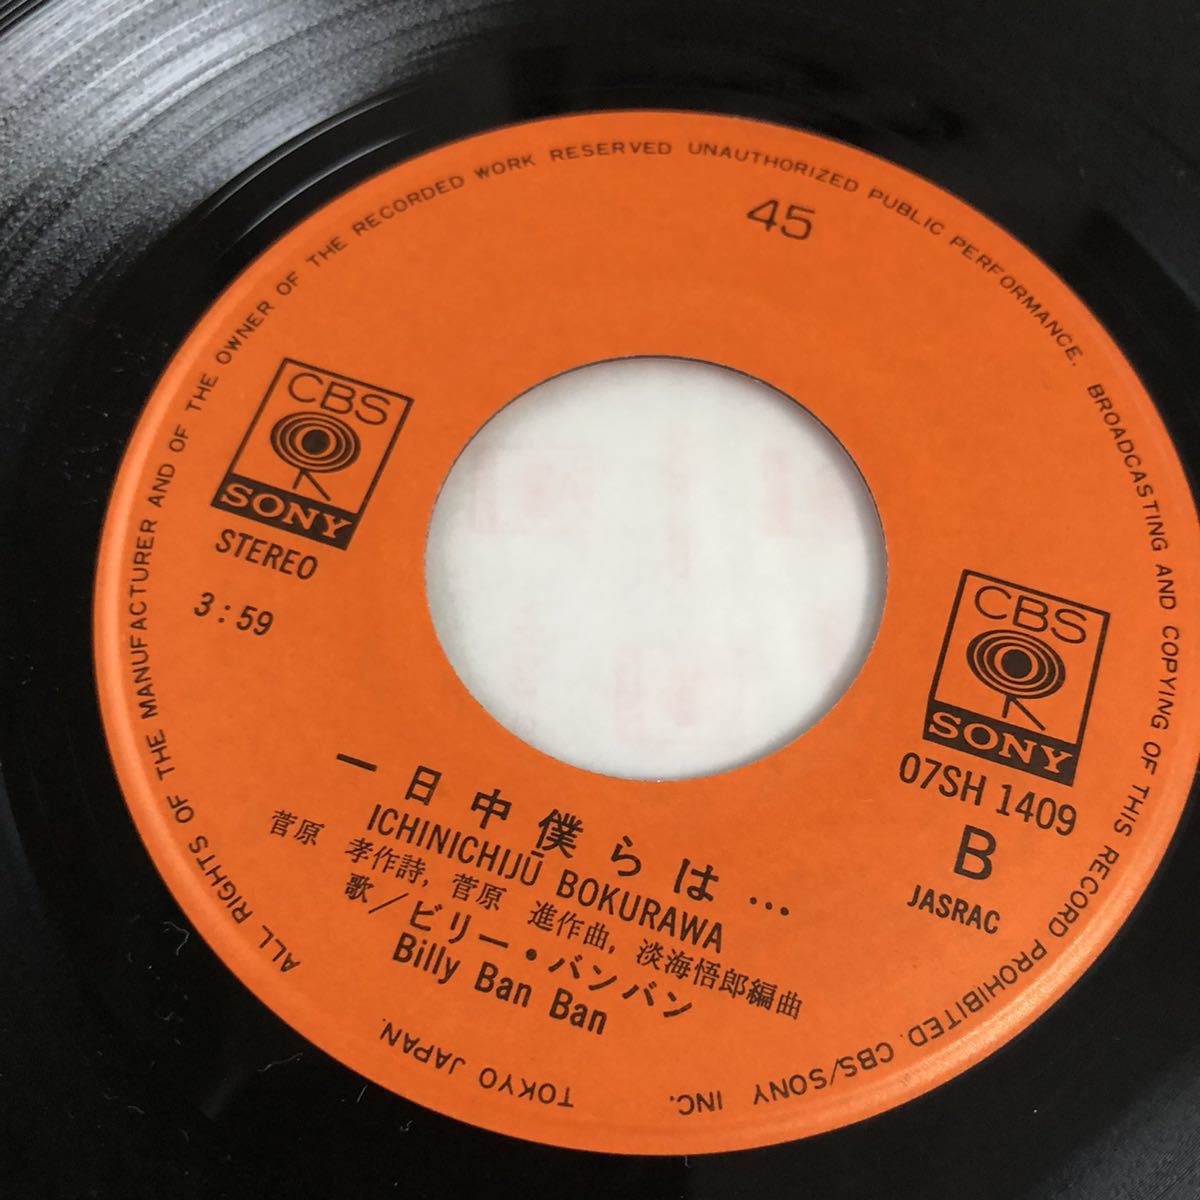 45
CBS
SONY
STEREO
3:59
CBS
SONY
07SH 1409
B
JASRAC
一日中僕らは…
ICHINICHIJŪ BOKURAWA
菅原 孝作詩, 菅原 進作曲, 淡海悟郎編曲
歌/ビリー・バンバン
Billy Ban Ban
ALL RIGHTS OF THE MANUFACTURER AND OF THE OWNER OF THE RECORDED WORK RESERVED UNAUTHORIZED PUBLIC PERFORMANCE. BROADCASTING AND COPYING OF THIS RECORD PROHIBITED. CBS/SONY INC. TOKYO JAPAN.